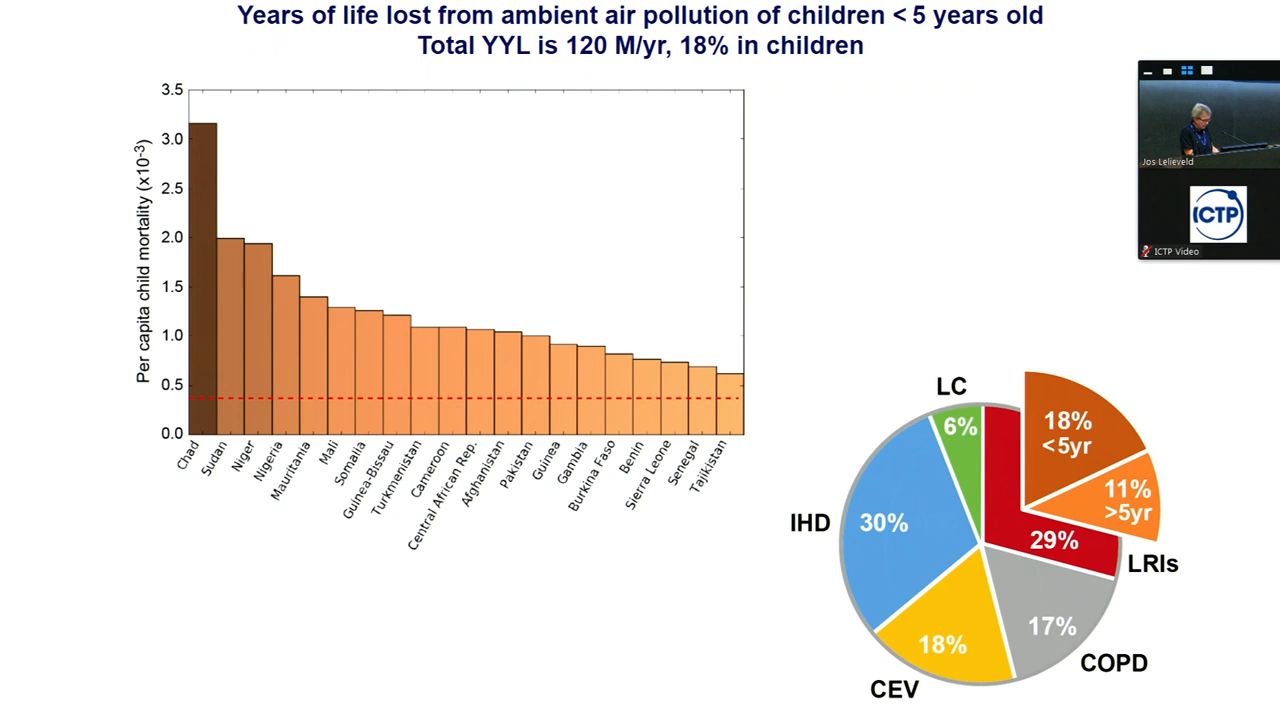 Years of life lost from ambient air pollution of children < 5 years old
Total YYL is 120 M/yr, 18% in children
Per capita child mortality (x10-3)
3.5
3.0
2.5
2.0
1.5
1.0
0.5
0.0
Chad
Sudan
Niger
Nigeria
Mauritania
Mali
Somalia
Guinea-Bissau
Turkmenistan
Cameroon
Central African Rep.
Afghanistan
Pakistan
Guinea
Gambia
Burkina Faso
Benin
Sierra Leone
Senegal
Tajikistan
Jos Lelieveld
ICTP
ICTP Video
LC
6%
18%
<5yr
11%
>5yr
29%
LRIs
IHD
30%
17%
COPD
18%
CEV